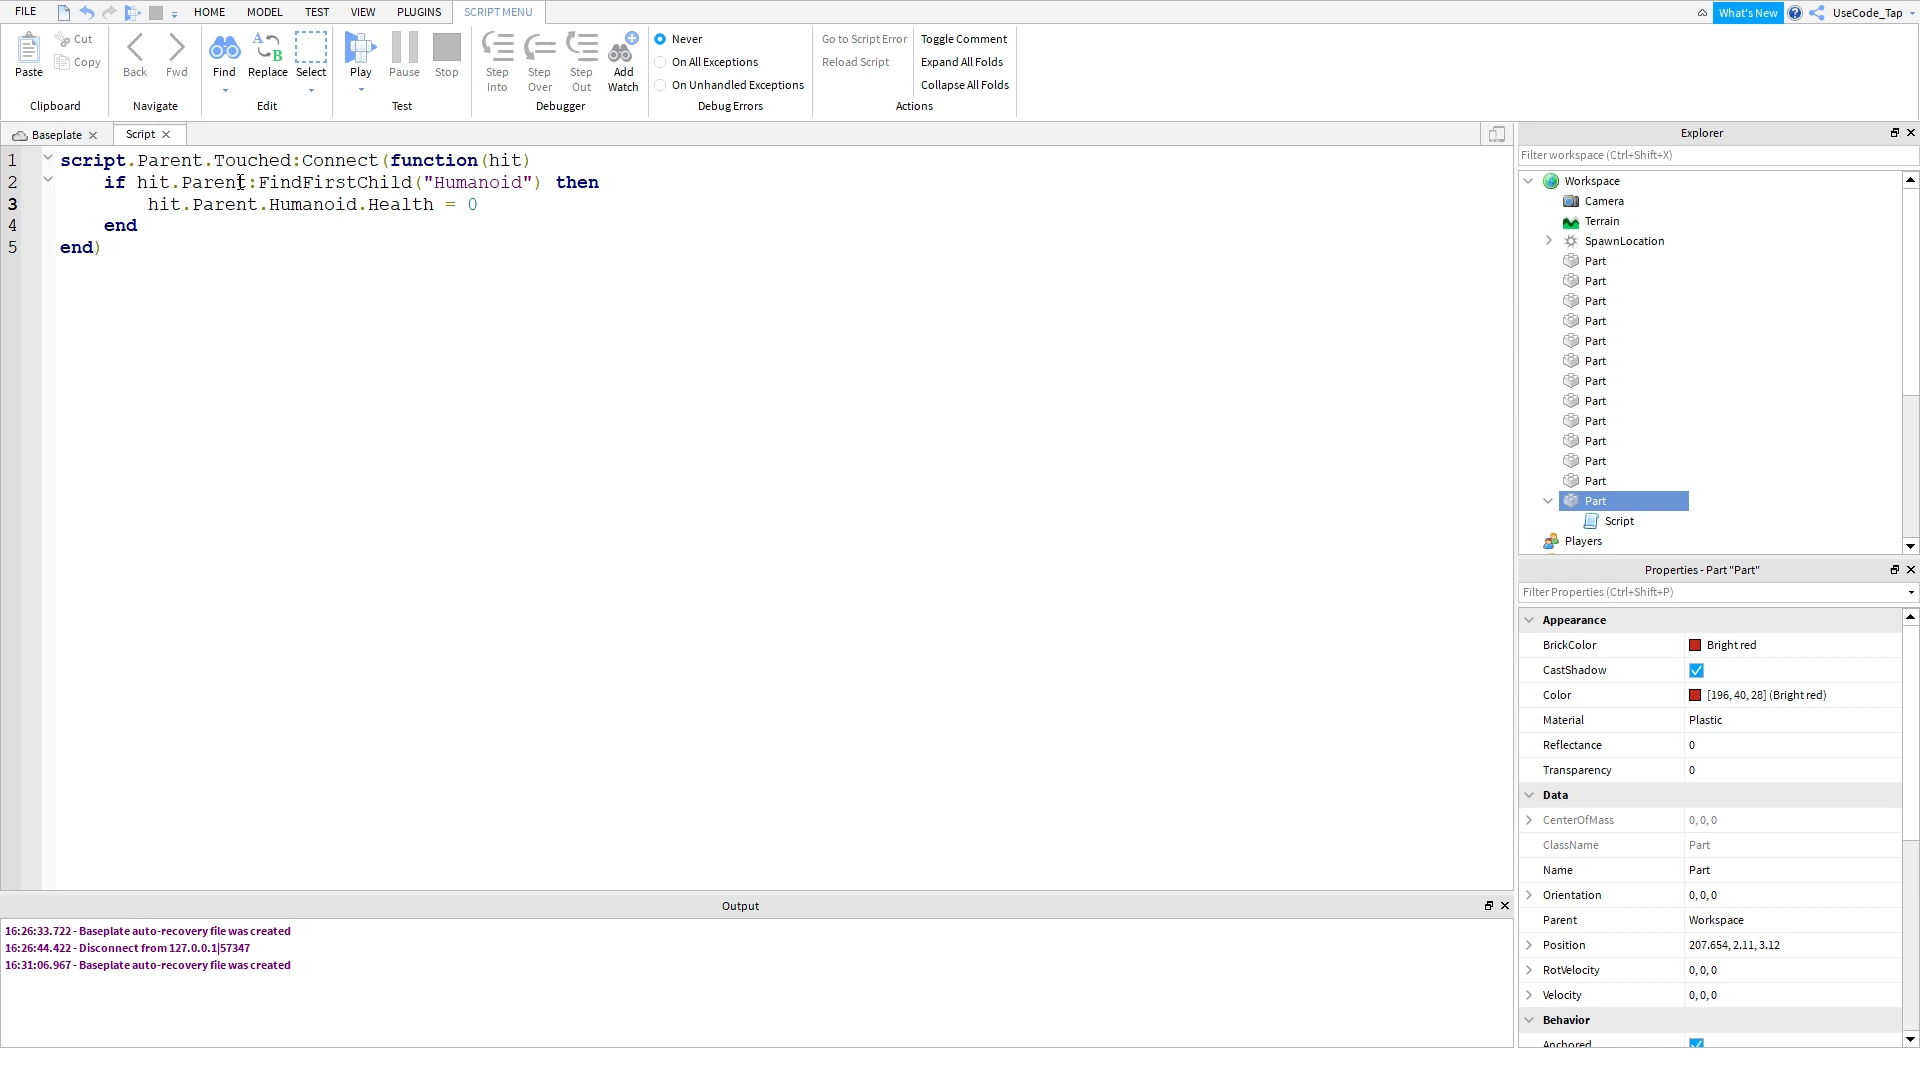 FILE HOME MODEL TEST VIEW PLUGINS SCRIPT MENU What's New UseCode_Tap
Paste Cut Copy
Clipboard
Back Fwd
Navigate
Find Replace Select
Edit
Play Pause Stop
Test
Step Into Step Over Step Out Add Watch
Debugger
Never
On All Exceptions
On Unhandled Exceptions
Debug Errors
Go to Script Error
Reload Script
Toggle Comment
Expand All Folds
Collapse All Folds
Actions
Baseplate Script
1 script.Parent.Touched:Connect(function(hit)
2 if hit.Parent:FindFirstChild("Humanoid") then
3 hit.Parent.Humanoid.Health = 0
4 end
5 end)
Output
16:26:33.722 - Baseplate auto-recovery file was created
16:26:44.422 - Disconnect from 127.0.0.1|57347
16:31:06.967 - Baseplate auto-recovery file was created
Explorer
Filter workspace (Ctrl+Shift+X)
Workspace
Camera
Terrain
SpawnLocation
Part
Part
Part
Part
Part
Part
Part
Part
Part
Part
Part
Part
Part
Script
Players
Properties - Part "Part"
Filter Properties (Ctrl+Shift+P)
Appearance
BrickColor Bright red
CastShadow
Color [196, 40, 28] (Bright red)
Material Plastic
Reflectance 0
Transparency 0
Data
CenterOfMass 0, 0, 0
ClassName Part
Name Part
Orientation 0, 0, 0
Parent Workspace
Position 207.654, 2.11, 3.12
RotVelocity 0, 0, 0
Velocity 0, 0, 0
Behavior
Anchored